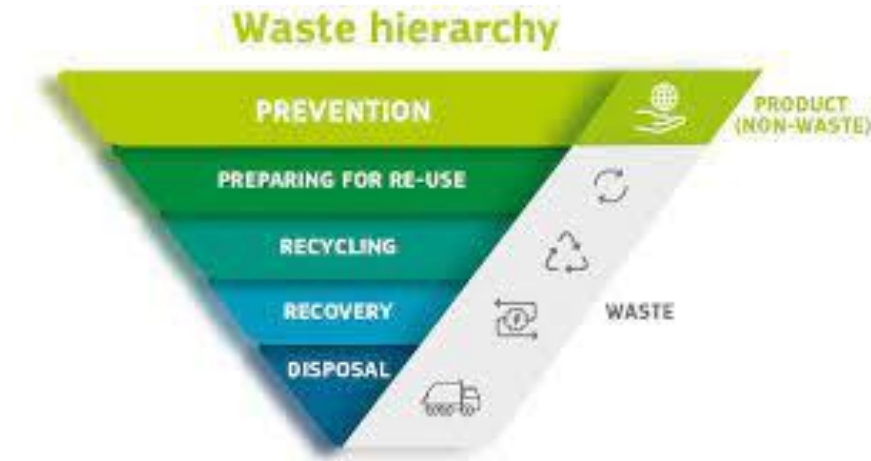 Waste hierarchy
PREVENTION
PRODUCT
(NON-WASTE)
PREPARING FOR RE-USE
RECYCLING
RECOVERY
WASTE
DISPOSAL